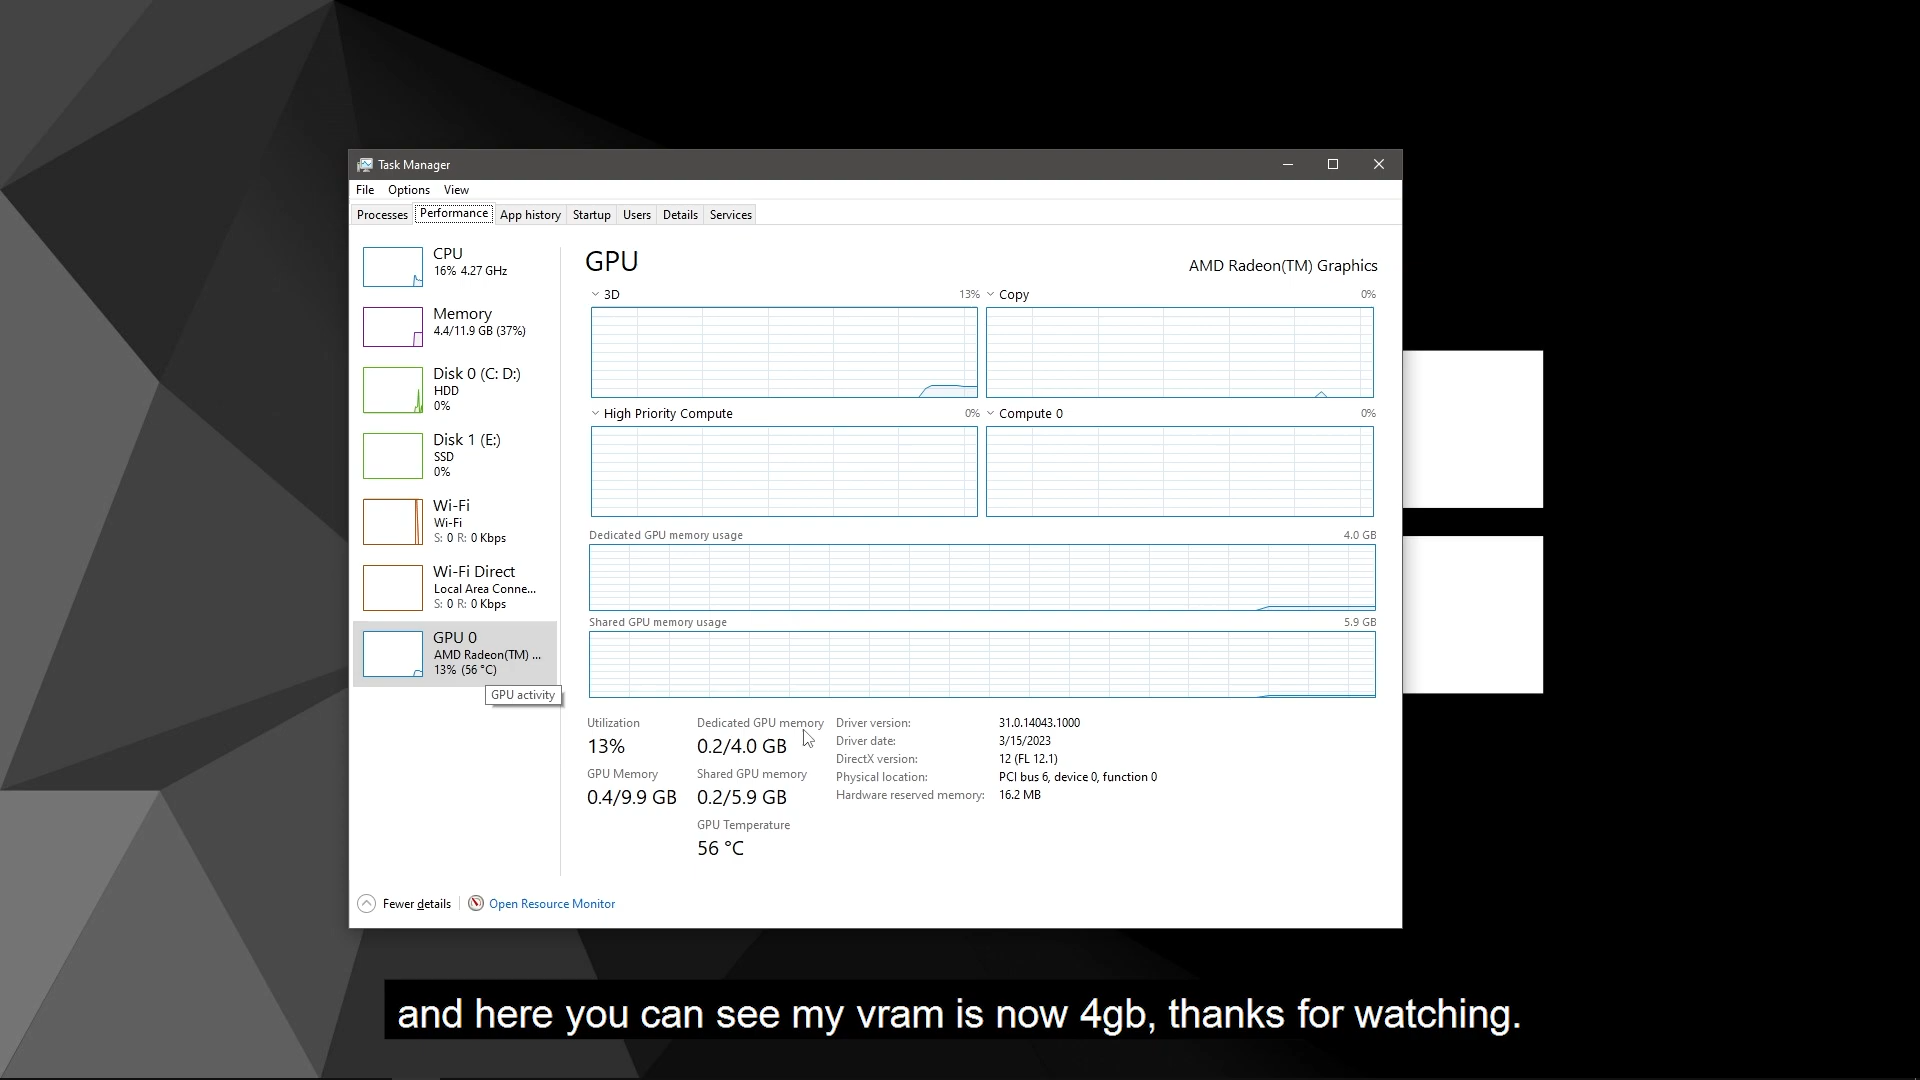 Task Manager
File Options View
Processes Performance App history Startup Users Details Services
CPU
16% 4.27 GHz
Memory
4.4/11.9 GB (37%)
Disk 0 (C: D:)
HDD
0%
Disk 1 (E:)
SSD
0%
Wi-Fi
Wi-Fi
S: 0 R: 0 Kbps
Wi-Fi Direct
Local Area Conne...
S: 0 R: 0 Kbps
GPU 0
AMD Radeon(TM) ...
13% (56 °C)
GPU activity
GPU
AMD Radeon(TM) Graphics
3D 13% Copy 0%
High Priority Compute 0% Compute 0 0%
Dedicated GPU memory usage 4.0 GB
Shared GPU memory usage 5.9 GB
Utilization
13%
Dedicated GPU memory
0.2/4.0 GB
GPU Memory
0.4/9.9 GB
Shared GPU memory
0.2/5.9 GB
GPU Temperature
56 °C
Driver version: 31.0.14043.1000
Driver date: 3/15/2023
DirectX version: 12 (FL 12.1)
Physical location: PCI bus 6, device 0, function 0
Hardware reserved memory: 16.2 MB
Fewer details Open Resource Monitor
and here you can see my vram is now 4gb, thanks for watching.